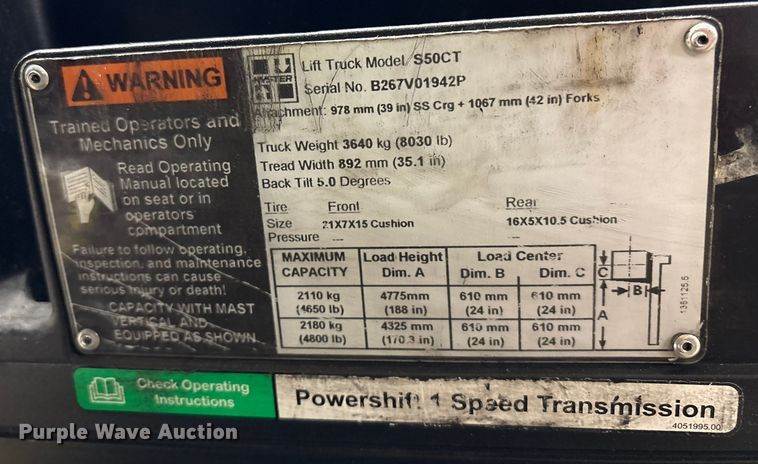 WARNING
Trained Operators and
Mechanics Only
Read Operating
Manual located
on seat or in
operators'
compartment
Failure to follow operating,
inspection, and maintenance
instructions can cause
serious injury or death!
CAPACITY WITH MAST
VERTICAL AND
EQUIPPED AS SHOWN
HYSTER
Lift Truck Model S50CT
Serial No. B267V01942P
Attachment: 978 mm (39 in) SS Crg + 1067 mm (42 in) Forks
Truck Weight 3640 kg (8030 lb)
Tread Width 892 mm (35.1 in)
Back Tilt 5.0 Degrees
Tire Front Rear
Size 21X7X15 Cushion 16X5X10.5 Cushion
Pressure --- ---
MAXIMUM CAPACITY Load Height Dim. A Load Center Dim. B Dim. C
2110 kg 4775mm 610 mm 610 mm
(4650 lb) (188 in) (24 in) (24 in)
2180 kg 4325 mm 610 mm 610 mm
(4800 lb) (170.3 in) (24 in) (24 in)
C
B
A
1361125.5
Check Operating
Instructions
Powershift 1 Speed Transmission
4051995.00
Purple Wave Auction